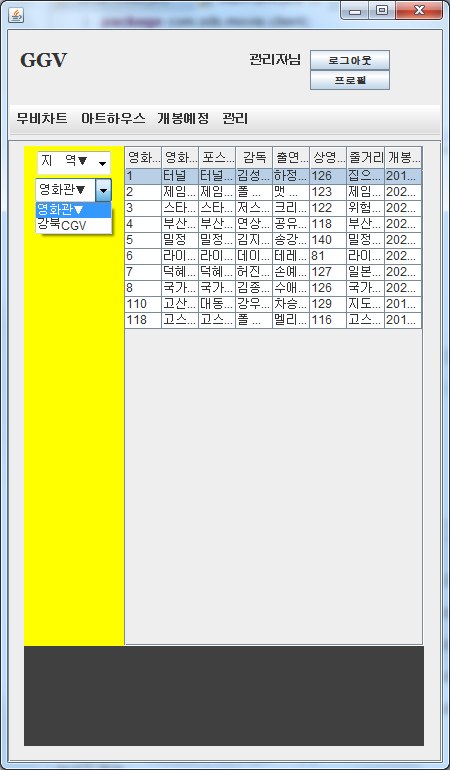 GGV
관리자님
로그아웃
프로필
무비차트 아트하우스 개봉예정 관리
지 역▼
영화관▼
영화관▼
강북CGV
영화... 영화... 포스... 감독 출연... 상영... 줄거리 개봉...
1 터널 터널... 김성... 하정... 126 집으... 201...
2 제임... 제임... 폴 ... 맷 ... 123 제임... 202...
3 스타... 스타... 저스... 크리... 122 위험... 202...
4 부산... 부산... 연상... 공유... 118 부산... 202...
5 밀정 밀정... 김지... 송강... 140 밀정... 202...
6 라이... 라이... 데이... 테레... 81 라이... 202...
7 덕혜... 덕혜... 허진... 손예... 127 일본... 202...
8 국가... 국가... 김종... 수애... 126 국가... 202...
110 고산... 대동... 강우... 차승... 129 지도... 201...
118 고스... 고스... 폴 ... 멜리... 116 고스... 201...